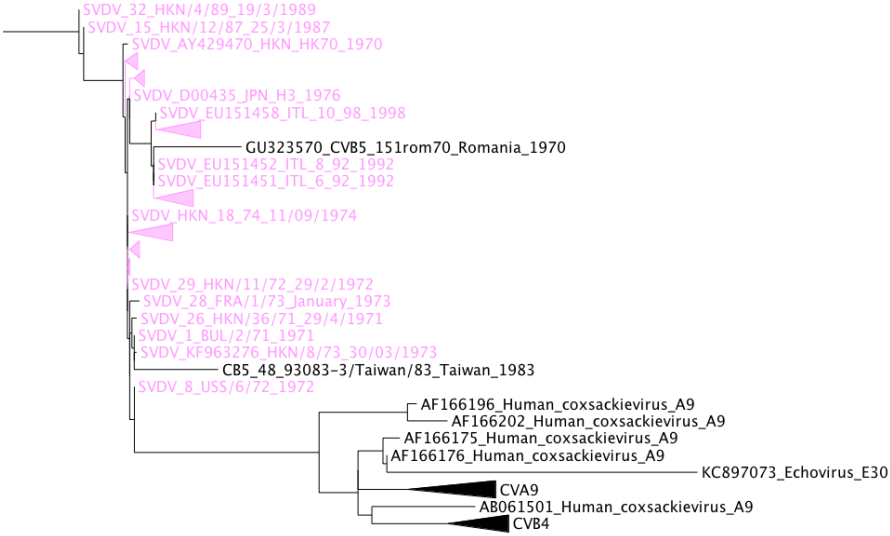 SVDV_32_HKN/4/89_19/3/1989
SVDV_15_HKN/12/87_25/3/1987
SVDV_AY429470_HKN_HK70_1970
SVDV_D00435_JPN_H3_1976
SVDV_EU151458_ITL_10_98_1998
GU323570_CVB5_151rom70_Romania_1970
SVDV_EU151452_ITL_8_92_1992
SVDV_EU151451_ITL_6_92_1992
SVDV_HKN_18_74_11/09/1974
SVDV_29_HKN/11/72_29/2/1972
SVDV_28_FRA/1/73_January_1973
SVDV_26_HKN/36/71_29/4/1971
SVDV_1_BUL/2/71_1971
SVDV_KF963276_HKN/8/73_30/03/1973
CB5_48_93083-3/Taiwan/83_Taiwan_1983
SVDV_8_USS/6/72_1972
AF166196_Human_coxsackievirus_A9
AF166202_Human_coxsackievirus_A9
AF166175_Human_coxsackievirus_A9
AF166176_Human_coxsackievirus_A9
KC897073_Echovirus_E30
CVA9
AB061501_Human_coxsackievirus_A9
CVB4